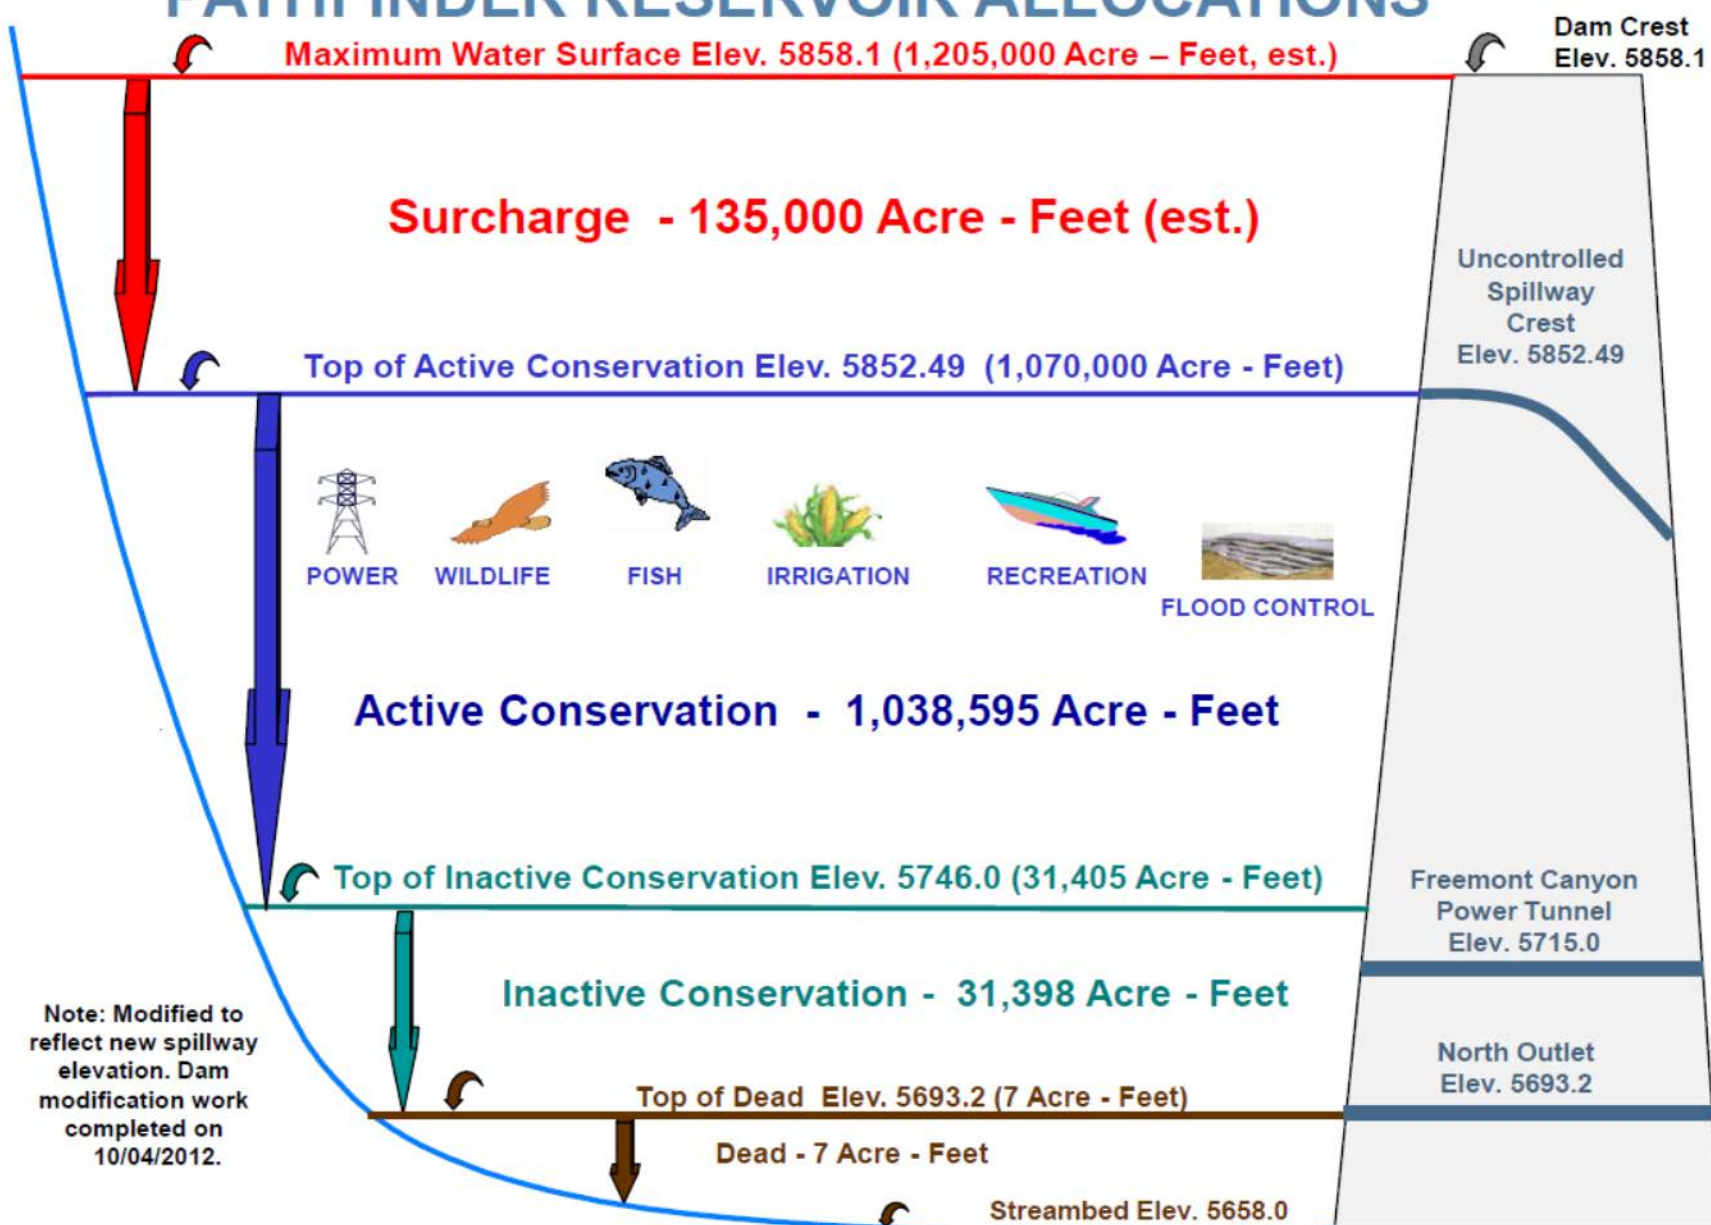 PATHFINDER RESERVOIR ALLOCATIONS
Dam Crest
Elev. 5858.1
Maximum Water Surface Elev. 5858.1 (1,205,000 Acre – Feet, est.)
Surcharge - 135,000 Acre - Feet (est.)
Uncontrolled
Spillway
Crest
Elev. 5852.49
Top of Active Conservation Elev. 5852.49 (1,070,000 Acre - Feet)
POWER WILDLIFE FISH IRRIGATION RECREATION
FLOOD CONTROL
Active Conservation - 1,038,595 Acre - Feet
Top of Inactive Conservation Elev. 5746.0 (31,405 Acre - Feet)
Freemont Canyon
Power Tunnel
Elev. 5715.0
Inactive Conservation - 31,398 Acre - Feet
Note: Modified to
reflect new spillway
elevation. Dam
modification work
completed on
10/04/2012.
North Outlet
Elev. 5693.2
Top of Dead Elev. 5693.2 (7 Acre - Feet)
Dead - 7 Acre - Feet
Streambed Elev. 5658.0